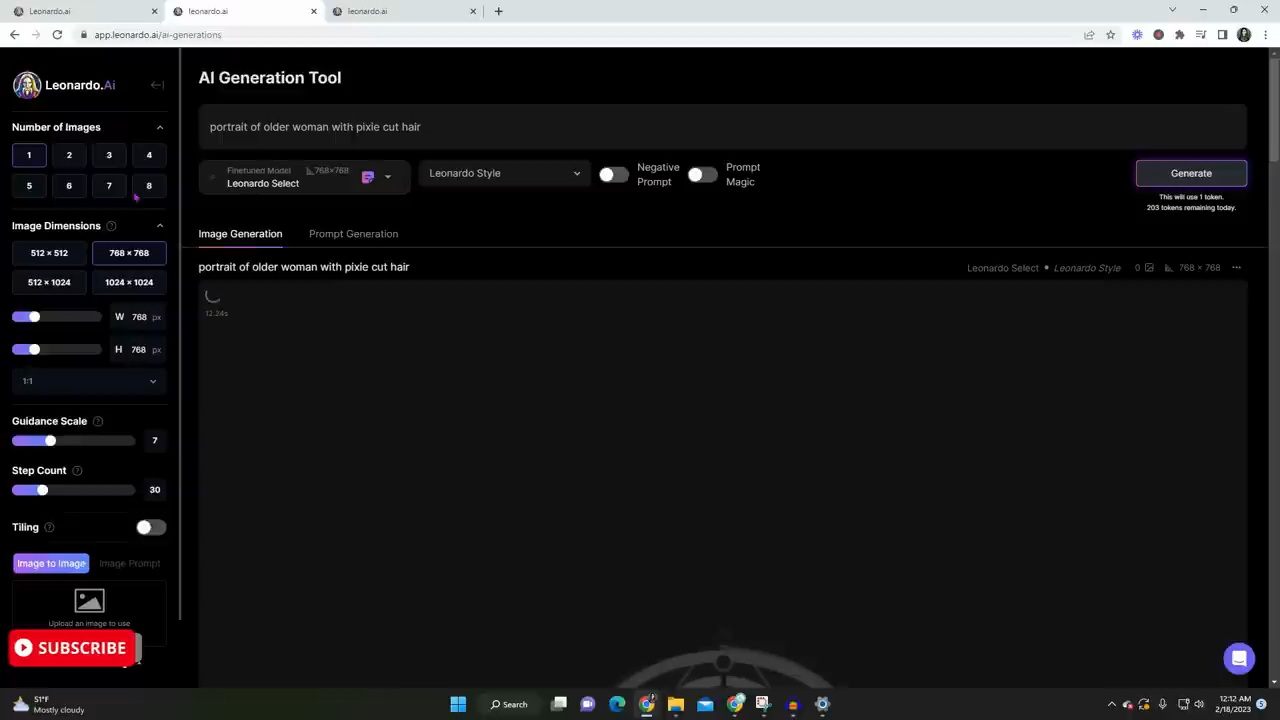 Leonardo.ai
leonardo.ai
leonardo.ai
app.leonardo.ai/ai-generations
Leonardo.Ai
Number of Images
1 2 3 4
5 6 7 8
Image Dimensions
512 × 512 768 × 768
512 × 1024 1024 × 1024
W 768 px
H 768 px
1:1
Guidance Scale
7
Step Count
30
Tiling
Image to Image Image Prompt
Upload an image to use
SUBSCRIBE
AI Generation Tool
portrait of older woman with pixie cut hair
Finetuned Model 768×768
Leonardo Select
Leonardo Style
Negative
Prompt
Prompt
Magic
Generate
This will use 1 token.
203 tokens remaining today.
Image Generation Prompt Generation
portrait of older woman with pixie cut hair
Leonardo Select Leonardo Style 0 768 × 768
12.24s
51°F
Mostly cloudy
Search
12:12 AM
2/18/2023